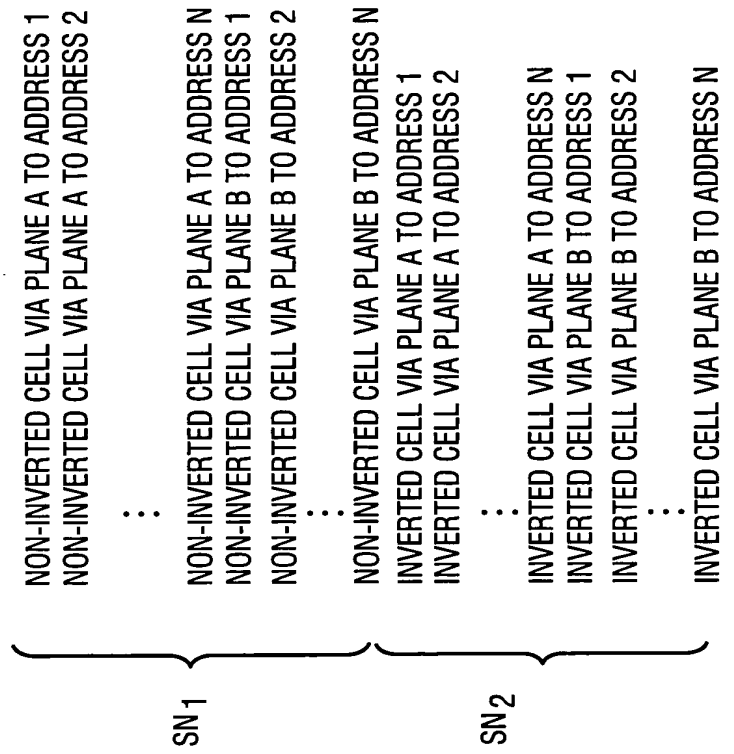 SN1
NON-INVERTED CELL VIA PLANE A TO ADDRESS 1
NON-INVERTED CELL VIA PLANE A TO ADDRESS 2
...
NON-INVERTED CELL VIA PLANE A TO ADDRESS N
NON-INVERTED CELL VIA PLANE B TO ADDRESS 1
NON-INVERTED CELL VIA PLANE B TO ADDRESS 2
...
NON-INVERTED CELL VIA PLANE B TO ADDRESS N
SN2
INVERTED CELL VIA PLANE A TO ADDRESS 1
INVERTED CELL VIA PLANE A TO ADDRESS 2
...
INVERTED CELL VIA PLANE A TO ADDRESS N
INVERTED CELL VIA PLANE B TO ADDRESS 1
INVERTED CELL VIA PLANE B TO ADDRESS 2
...
INVERTED CELL VIA PLANE B TO ADDRESS N